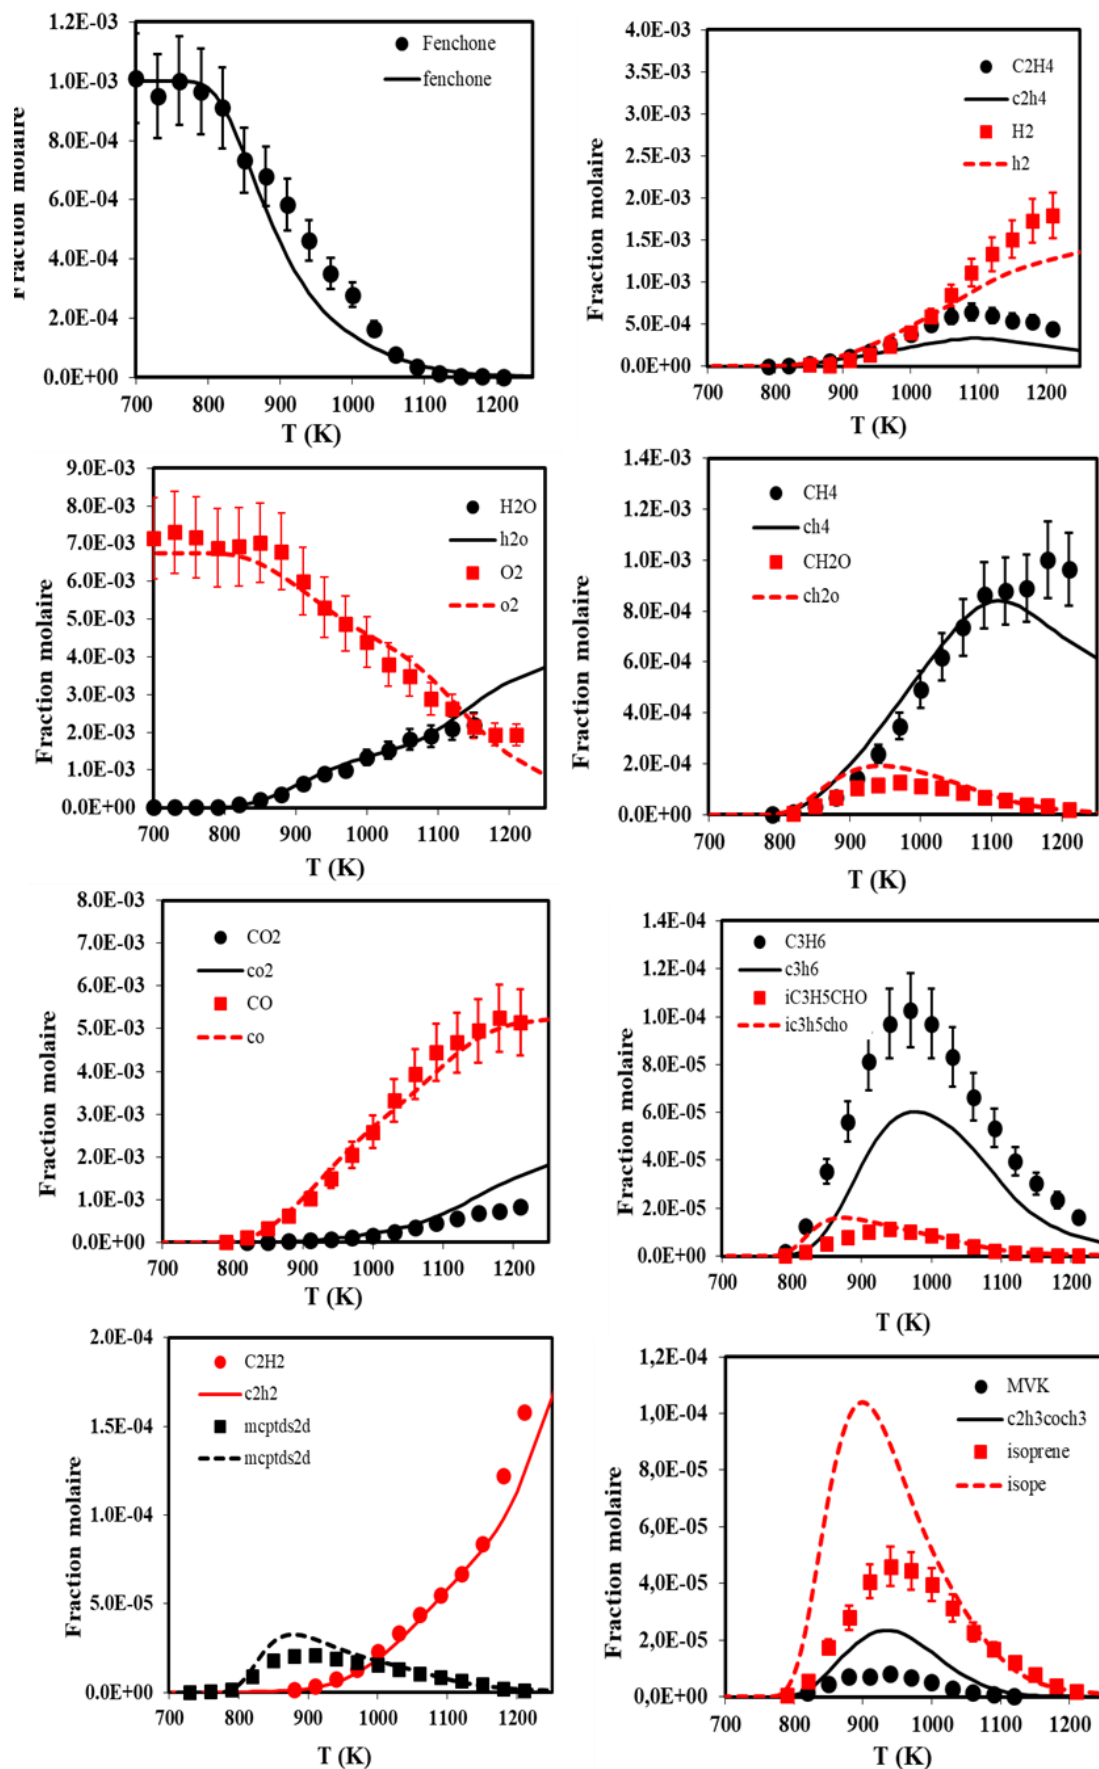 1.2E-03
1.0E-03
8.0E-04
6.0E-04
4.0E-04
2.0E-04
0.0E+00
Fraction molaire
Fenchone
fenchone
700 800 900 1000 1100 1200
T (K)
4.0E-03
3.5E-03
3.0E-03
2.5E-03
2.0E-03
1.5E-03
1.0E-03
5.0E-04
0.0E+00
Fraction molaire
C2H4
c2h4
H2
h2
700 800 900 1000 1100 1200
T (K)
9.0E-03
8.0E-03
7.0E-03
6.0E-03
5.0E-03
4.0E-03
3.0E-03
2.0E-03
1.0E-03
0.0E+00
Fraction molaire
H2O
h2o
O2
o2
700 800 900 1000 1100 1200
T (K)
1.4E-03
1.2E-03
1.0E-03
8.0E-04
6.0E-04
4.0E-04
2.0E-04
0.0E+00
Fraction molaire
CH4
ch4
CH2O
ch2o
700 800 900 1000 1100 1200
T (K)
8.0E-03
7.0E-03
6.0E-03
5.0E-03
4.0E-03
3.0E-03
2.0E-03
1.0E-03
0.0E+00
Fraction molaire
CO2
co2
CO
co
700 800 900 1000 1100 1200
T (K)
1.4E-04
1.2E-04
1.0E-04
8.0E-05
6.0E-05
4.0E-05
2.0E-05
0.0E+00
Fraction molaire
C3H6
c3h6
iC3H5CHO
ic3h5cho
700 800 900 1000 1100 1200
T (K)
2.0E-04
1.5E-04
1.0E-04
5.0E-05
0.0E+00
Fraction molaire
C2H2
c2h2
mcptds2d
mcptds2d
700 800 900 1000 1100 1200
T (K)
1,2E-04
1,0E-04
8,0E-05
6,0E-05
4,0E-05
2,0E-05
0,0E+00
Fraction molaire
MVK
c2h3coch3
isoprene
isope
700 800 900 1000 1100 1200
T (K)